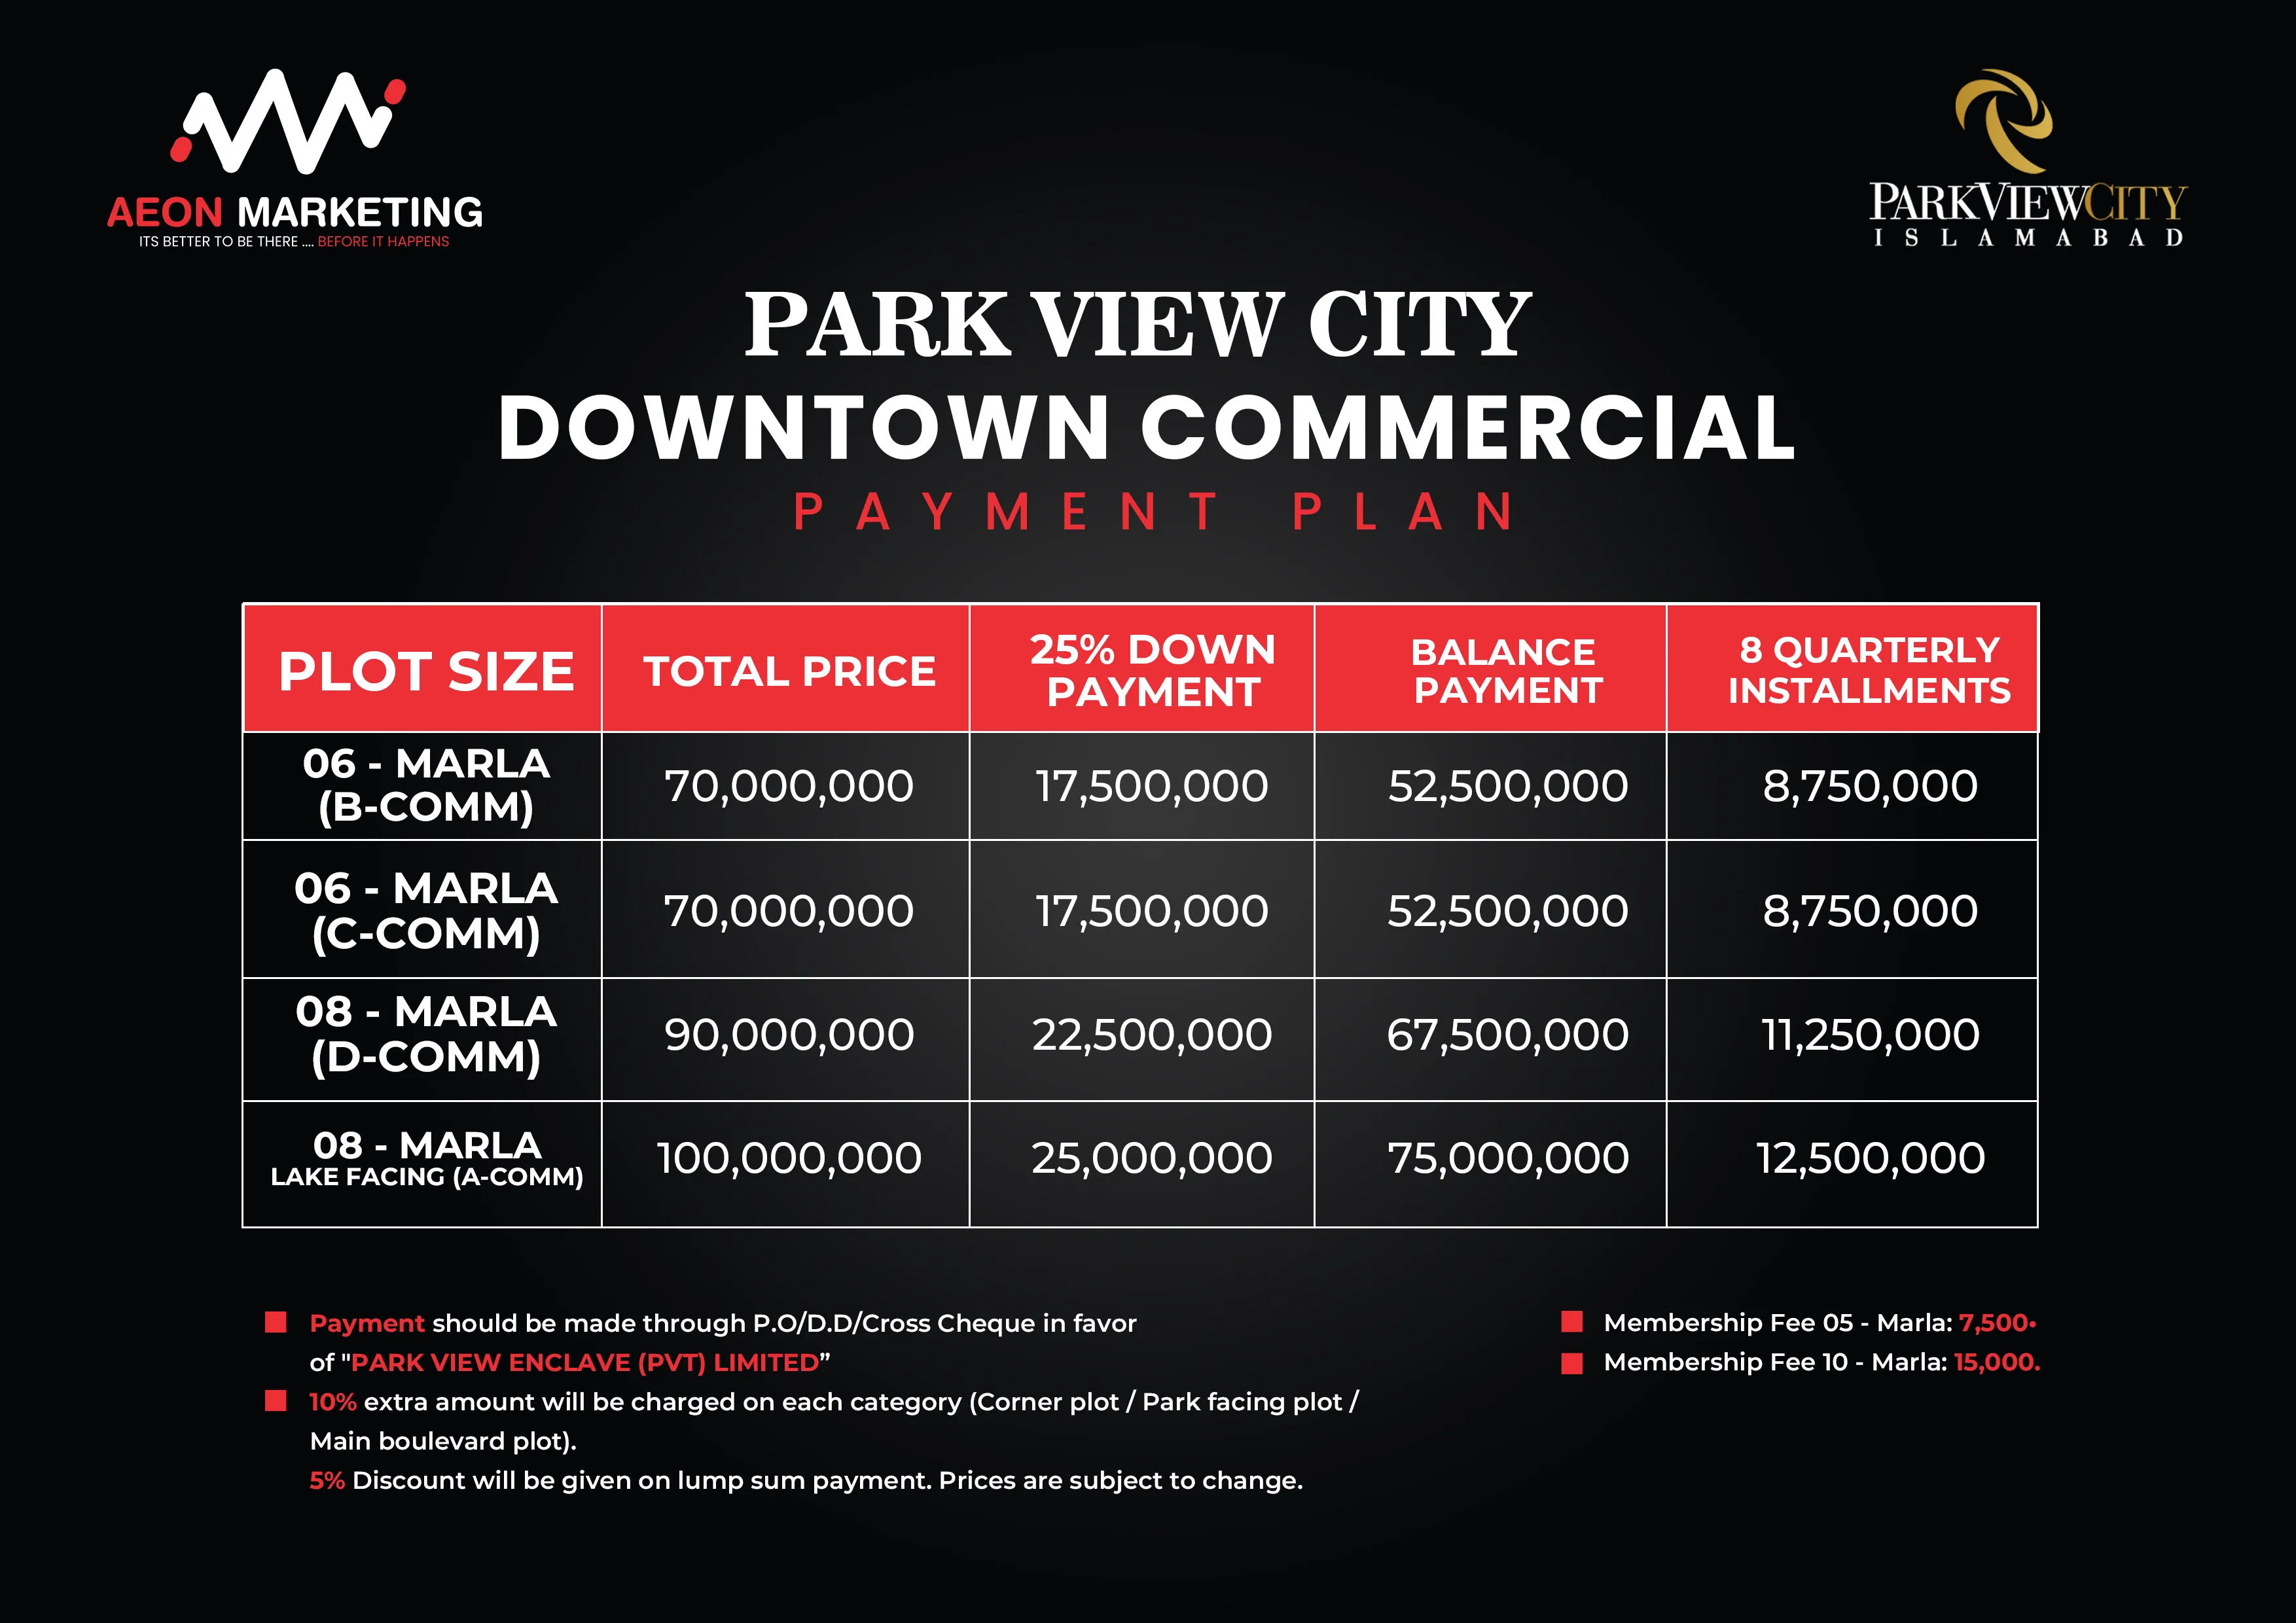 AEON MARKETING
ITS BETTER TO BE THERE .... BEFORE IT HAPPENS
PARKVIEWCITY
ISLAMABAD
PARK VIEW CITY
DOWNTOWN COMMERCIAL
PAYMENT PLAN
PLOT SIZE TOTAL PRICE 25% DOWN PAYMENT BALANCE PAYMENT 8 QUARTERLY INSTALLMENTS
06 - MARLA (B-COMM) 70,000,000 17,500,000 52,500,000 8,750,000
06 - MARLA (C-COMM) 70,000,000 17,500,000 52,500,000 8,750,000
08 - MARLA (D-COMM) 90,000,000 22,500,000 67,500,000 11,250,000
08 - MARLA LAKE FACING (A-COMM) 100,000,000 25,000,000 75,000,000 12,500,000
Payment should be made through P.O/D.D/Cross Cheque in favor
of "PARK VIEW ENCLAVE (PVT) LIMITED”
10% extra amount will be charged on each category (Corner plot / Park facing plot /
Main boulevard plot).
5% Discount will be given on lump sum payment. Prices are subject to change.
Membership Fee 05 - Marla: 7,500•
Membership Fee 10 - Marla: 15,000.